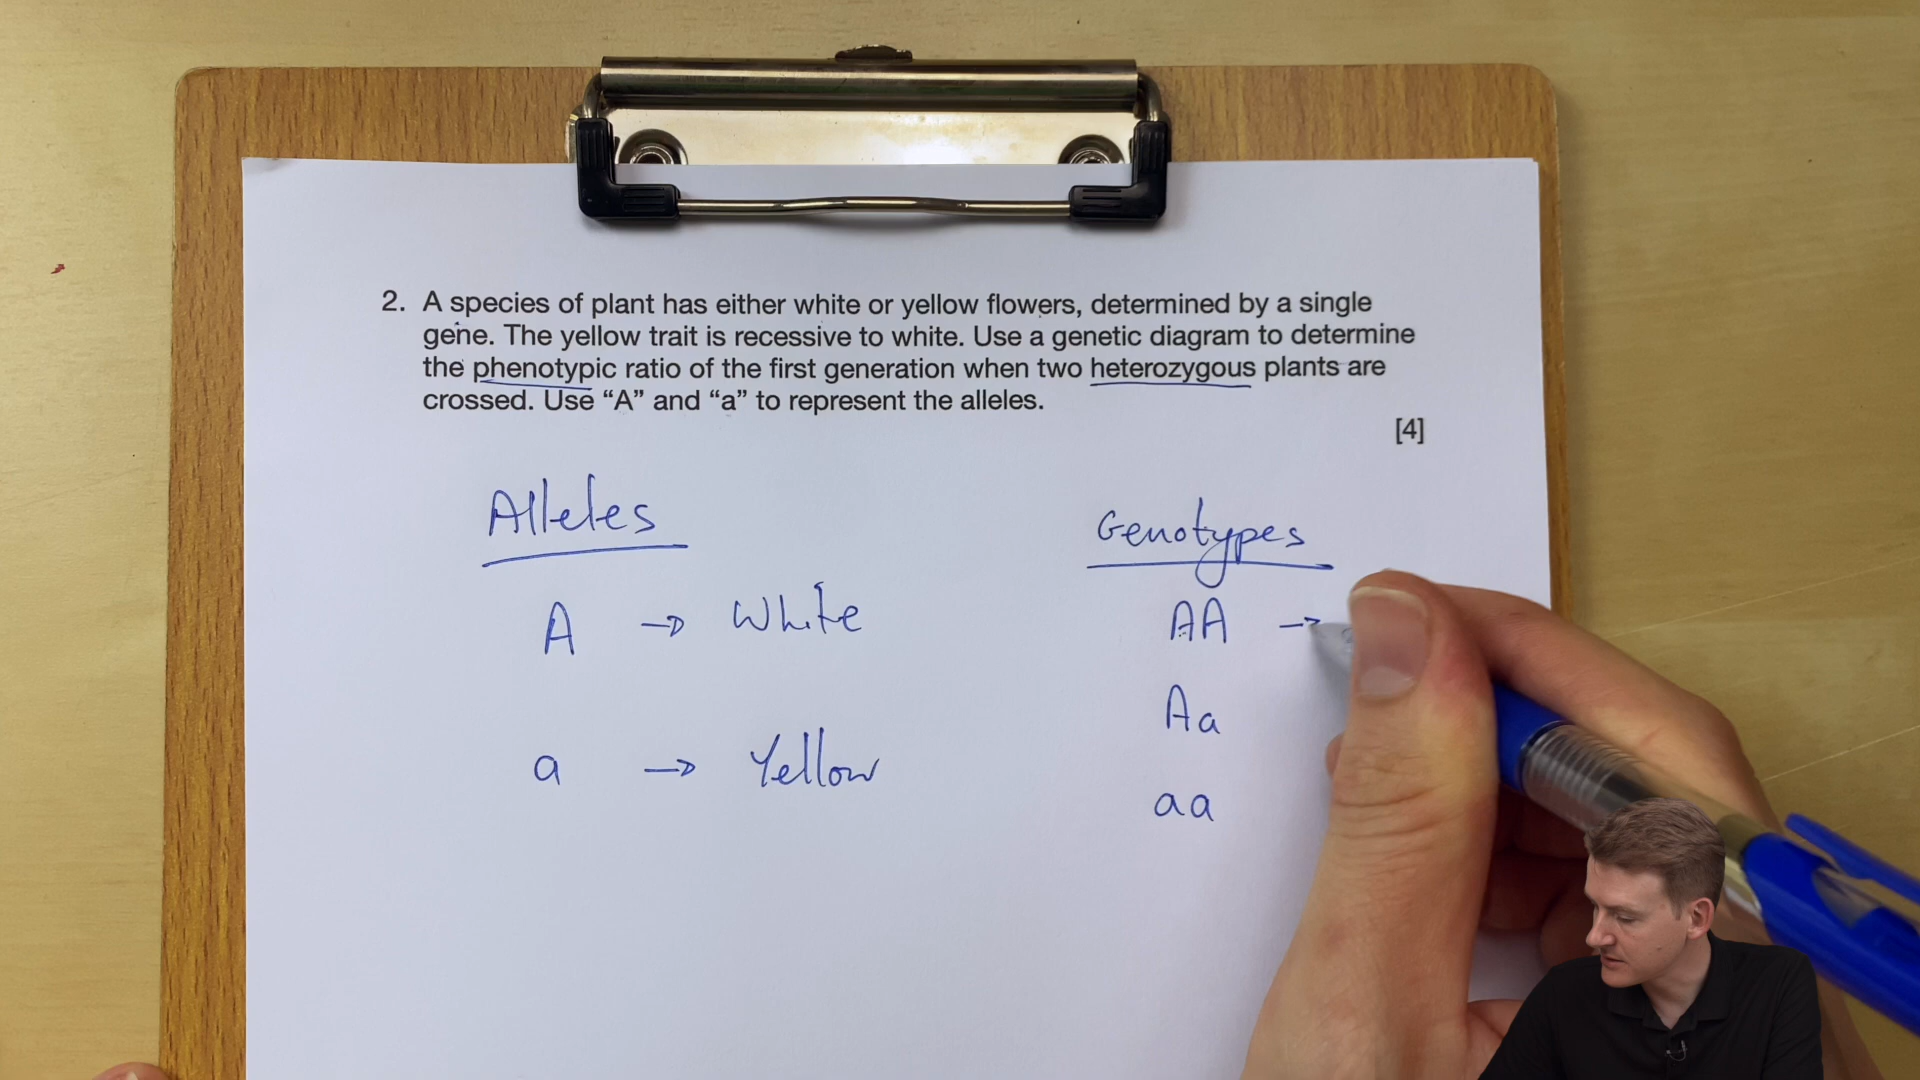 2. A species of plant has either white or yellow flowers, determined by a single
gene. The yellow trait is recessive to white. Use a genetic diagram to determine
the phenotypic ratio of the first generation when two heterozygous plants are
crossed. Use “A” and “a” to represent the alleles.
[4]
Alleles
A → White
a → Yellow
Genotypes
AA →
Aa
aa